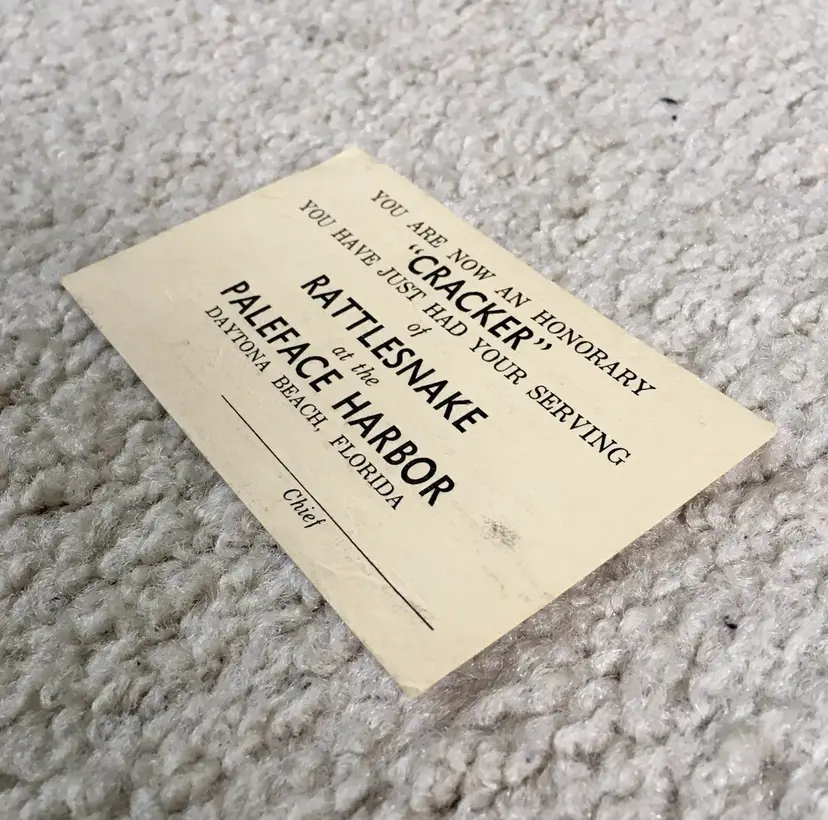 YOU ARE NOW AN HONORARY
"CRACKER"
YOU HAVE JUST HAD YOUR SERVING
of
RATTLESNAKE
at the
PALEFACE HARBOR
DAYTONA BEACH, FLORIDA
Chief